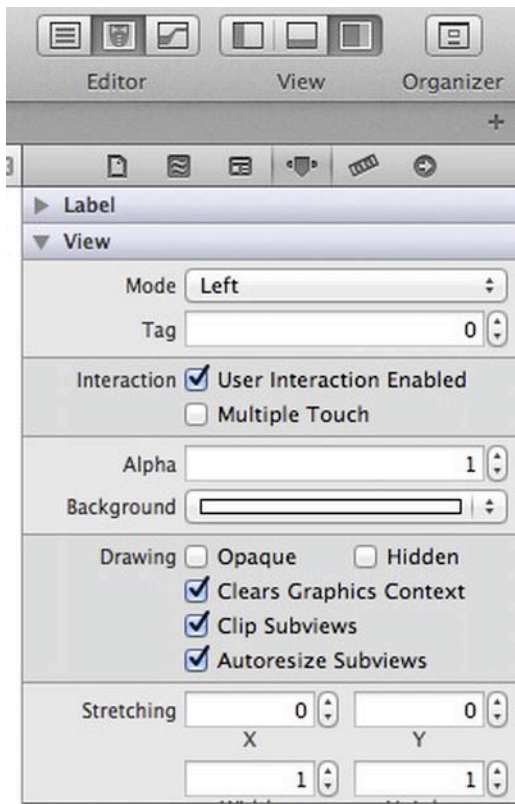 Editor View Organizer
Label
View
Mode Left
Tag 0
Interaction User Interaction Enabled
Multiple Touch
Alpha 1
Background
Drawing Opaque Hidden
Clears Graphics Context
Clip Subviews
Autoresize Subviews
Stretching 0 0
X Y
1 1